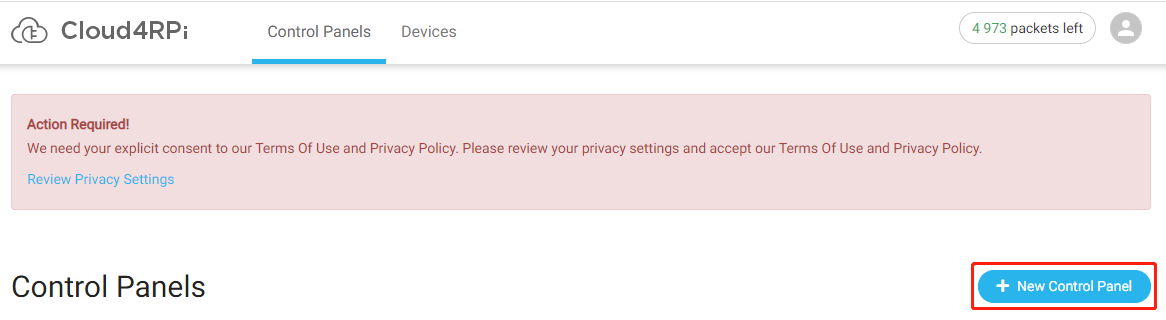 Cloud4RPi
Control Panels
Devices
4 973 packets left
Action Required!
We need your explicit consent to our Terms Of Use and Privacy Policy. Please review your privacy settings and accept our Terms Of Use and Privacy Policy.
Review Privacy Settings
Control Panels
+ New Control Panel